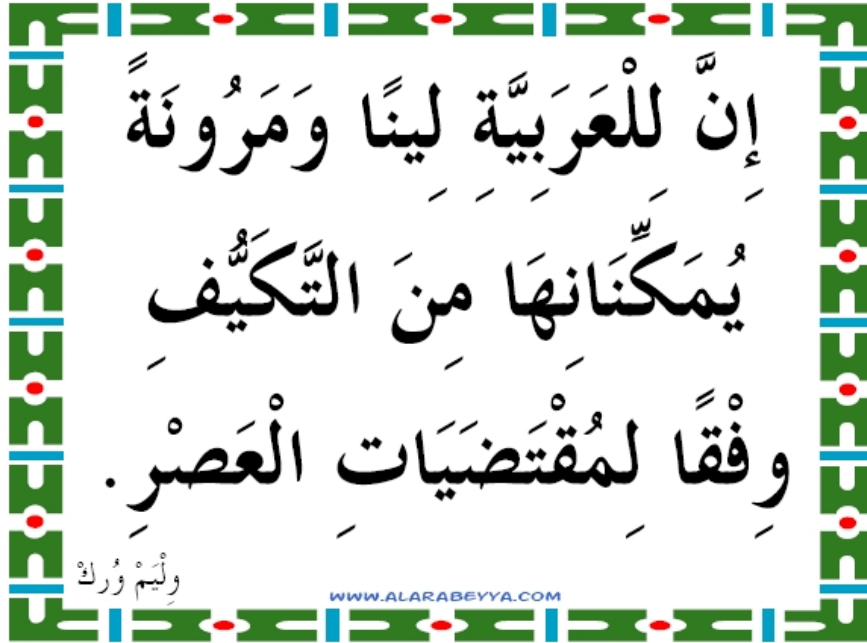 إِنَّ لِلْعَرَبِيَّةِ لِينًا وَمَرُونَةً
يُمَكِّنَانِهَا مِنَ التَّكَيُّفِ
وِفْقًا لِمُقْتَضَيَاتِ الْعَصْرِ.
وِلْيَمْ وُركْ
WWW.ALARABEYYA.COM